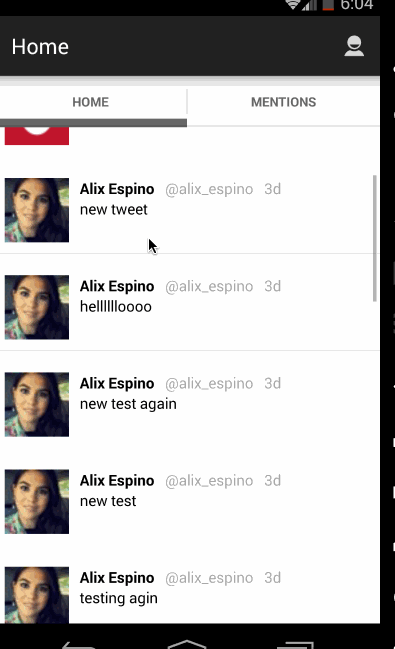 6:04
Home
HOME
MENTIONS
Alix Espino @alix_espino 3d
new tweet
Alix Espino @alix_espino 3d
helllllloooo
Alix Espino @alix_espino 3d
new test again
Alix Espino @alix_espino 3d
new test
Alix Espino @alix_espino 3d
testing agin